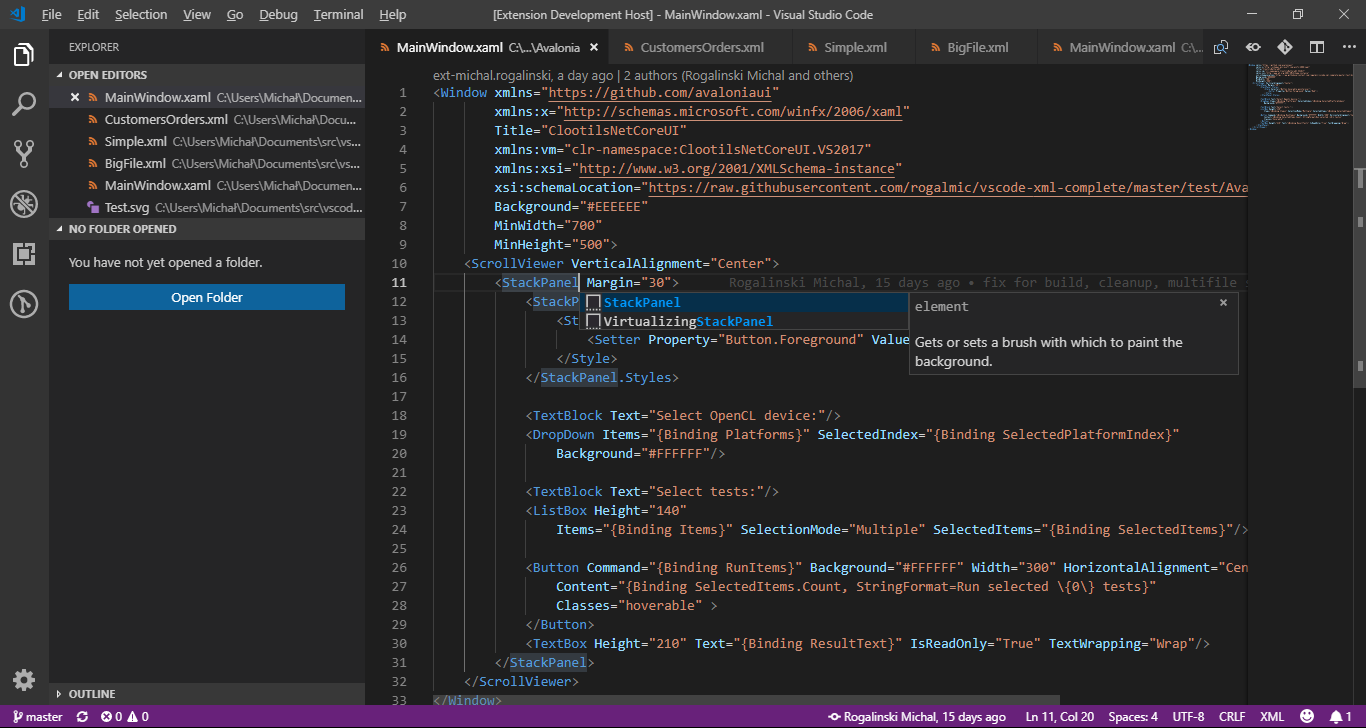 File Edit Selection View Go Debug Terminal Help [Extension Development Host] - MainWindow.xaml - Visual Studio Code
EXPLORER
OPEN EDITORS
MainWindow.xaml C:\Users\Michał\Documen...
CustomersOrders.xml C:\Users\Michał\Docu...
Simple.xml C:\Users\Michał\Documents\src\vs...
BigFile.xml C:\Users\Michał\Documents\src\vs...
MainWindow.xaml C:\Users\Michał\Documen...
Test.svg C:\Users\Michał\Documents\src\vscod...
NO FOLDER OPENED
You have not yet opened a folder.
Open Folder
OUTLINE
MainWindow.xaml C:\...\Avalonia CustomersOrders.xml Simple.xml BigFile.xml MainWindow.xaml C:\...
ext-michal.rogalinski, a day ago | 2 authors (Rogalinski Michal and others)
1 <Window xmlns="https://github.com/avaloniaui"
2 xmlns:x="http://schemas.microsoft.com/winfx/2006/xaml"
3 Title="ClootilsNetCoreUI"
4 xmlns:vm="clr-namespace:ClootilsNetCoreUI.VS2017"
5 xmlns:xsi="http://www.w3.org/2001/XMLSchema-instance"
6 xsi:schemaLocation="https://raw.githubusercontent.com/rogalmic/vscode-xml-complete/master/test/Ava
7 Background="#EEEEEE"
8 MinWidth="700"
9 MinHeight="500">
10 <ScrollViewer VerticalAlignment="Center">
11 <StackPanel Margin="30"> Rogalinski Michal, 15 days ago • fix for build, cleanup, multifile s
12 <StackP
StackPanel
VirtualizingStackPanel
element
Gets or sets a brush with which to paint the
background.
13 <St
14 <Setter Property="Button.Foreground" Value
15 </Style>
16 </StackPanel.Styles>
17
18 <TextBlock Text="Select OpenCL device:"/>
19 <DropDown Items="{Binding Platforms}" SelectedIndex="{Binding SelectedPlatformIndex}"
20 Background="#FFFFFF"/>
21
22 <TextBlock Text="Select tests:"/>
23 <ListBox Height="140"
24 Items="{Binding Items}" SelectionMode="Multiple" SelectedItems="{Binding SelectedItems}"/>
25
26 <Button Command="{Binding RunItems}" Background="#FFFFFF" Width="300" HorizontalAlignment="Cen
27 Content="{Binding SelectedItems.Count, StringFormat=Run selected \{0\} tests}"
28 Classes="hoverable" >
29 </Button>
30 <TextBox Height="210" Text="{Binding ResultText}" IsReadOnly="True" TextWrapping="Wrap"/>
31 </StackPanel>
32 </ScrollViewer>
33 </Window>
master 0 0 Rogalinski Michal, 15 days ago Ln 11, Col 20 Spaces: 4 UTF-8 CRLF XML 1